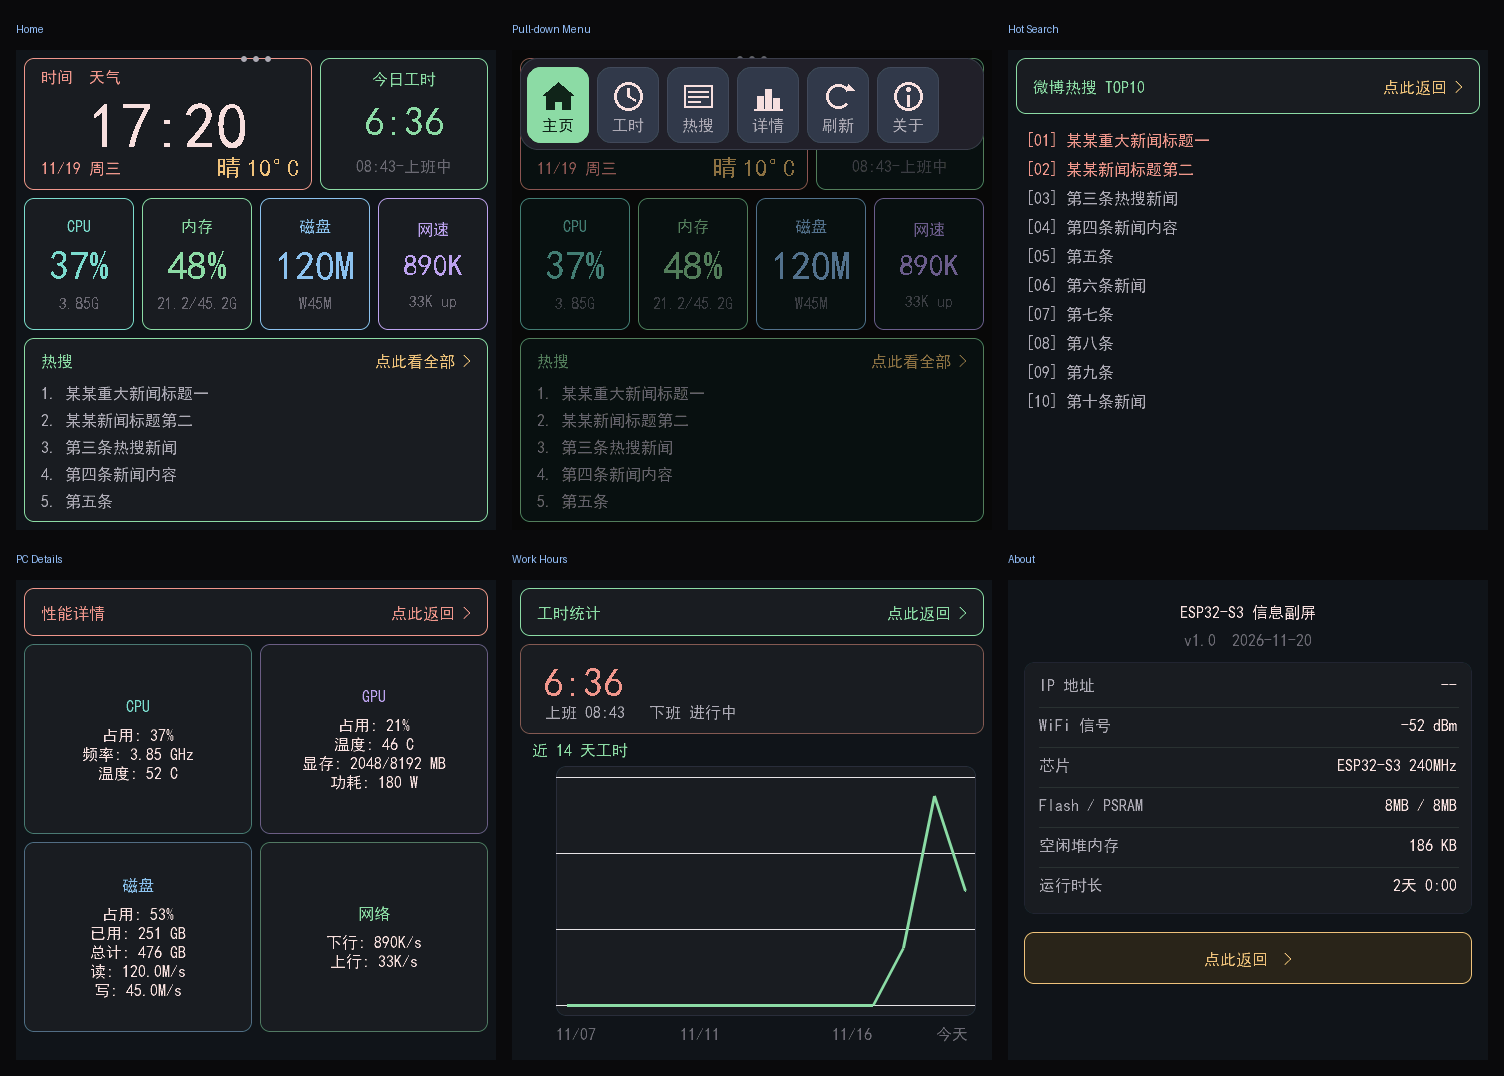 Home
时间 天气
17:20
11/19 周三
晴 10°C
今日工时
6:36
08:43-上班中
CPU
37%
3.85G
内存
48%
21.2/45.2G
磁盘
120M
W45M
网速
890K
33K up
热搜
点此看全部 >
1. 某某重大新闻标题一
2. 某某新闻标题第二
3. 第三条热搜新闻
4. 第四条新闻内容
5. 第五条
Pull-down Menu
主页
工时
热搜
详情
刷新
关于
11/19 周三
晴 10°C
08:43-上班中
CPU
37%
3.85G
内存
48%
21.2/45.2G
磁盘
120M
W45M
网速
890K
33K up
热搜
点此看全部 >
1. 某某重大新闻标题一
2. 某某新闻标题第二
3. 第三条热搜新闻
4. 第四条新闻内容
5. 第五条
Hot Search
微博热搜 TOP10
点此返回 >
[01] 某某重大新闻标题一
[02] 某某新闻标题第二
[03] 第三条热搜新闻
[04] 第四条新闻内容
[05] 第五条
[06] 第六条新闻
[07] 第七条
[08] 第八条
[09] 第九条
[10] 第十条新闻
PC Details
性能详情
点此返回 >
CPU
占用: 37%
频率: 3.85 GHz
温度: 52 C
GPU
占用: 21%
温度: 46 C
显存: 2048/8192 MB
功耗: 180 W
磁盘
占用: 53%
已用: 251 GB
总计: 476 GB
读: 120.0M/s
写: 45.0M/s
网络
下行: 890K/s
上行: 33K/s
Work Hours
工时统计
点此返回 >
6:36
上班 08:43 下班 进行中
近 14 天工时
11/07 11/11 11/16 今天
About
ESP32-S3 信息副屏
v1.0 2026-11-20
IP 地址 --
WiFi 信号 -52 dBm
芯片 ESP32-S3 240MHz
Flash / PSRAM 8MB / 8MB
空闲堆内存 186 KB
运行时长 2天 0:00
点此返回 >